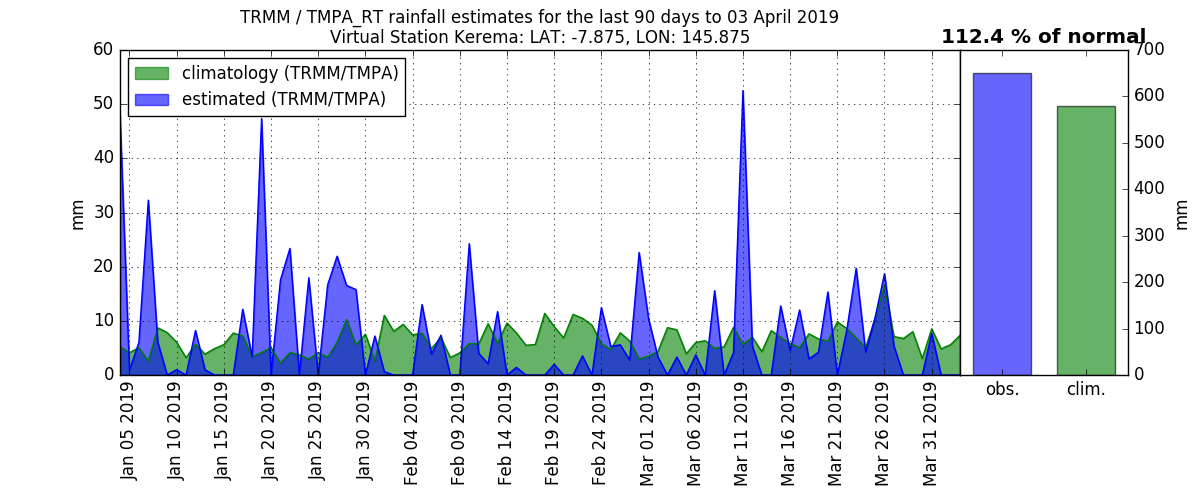 TRMM / TMPA_RT rainfall estimates for the last 90 days to 03 April 2019
Virtual Station Kerema: LAT: -7.875, LON: 145.875
112.4 % of normal
climatology (TRMM/TMPA)
estimated (TRMM/TMPA)
60
50
40
30
20
10
0
mm
Jan 05 2019
Jan 10 2019
Jan 15 2019
Jan 20 2019
Jan 25 2019
Jan 30 2019
Feb 04 2019
Feb 09 2019
Feb 14 2019
Feb 19 2019
Feb 24 2019
Mar 01 2019
Mar 06 2019
Mar 11 2019
Mar 16 2019
Mar 21 2019
Mar 26 2019
Mar 31 2019
obs.
clim.
700
600
500
400
300
200
100
0
mm